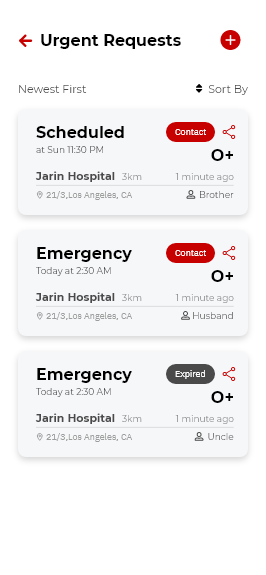 Urgent Requests
Newest First Sort By
Scheduled Contact
at Sun 11:30 PM O+
Jarin Hospital 3km 1 minute ago
21/3,Los Angeles, CA Brother
Emergency Contact
Today at 2:30 AM O+
Jarin Hospital 3km 1 minute ago
21/3,Los Angeles, CA Husband
Emergency Expired
Today at 2:30 AM O+
Jarin Hospital 3km 1 minute ago
21/3,Los Angeles, CA Uncle